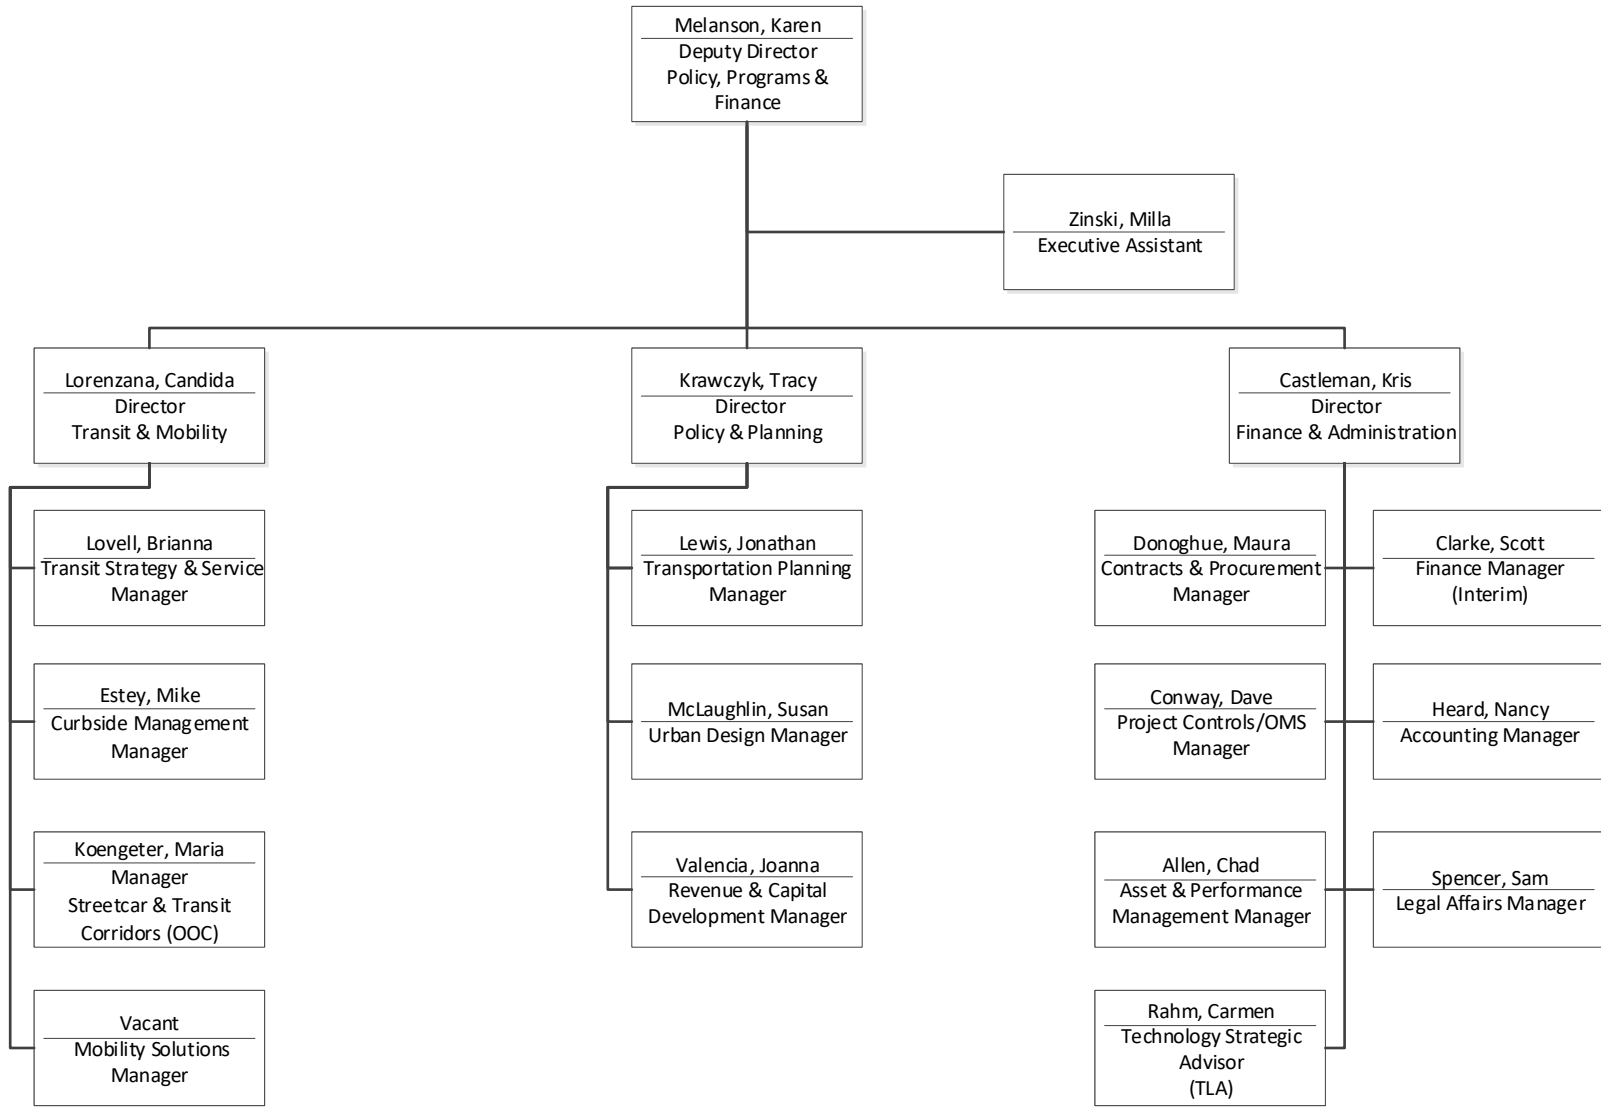 Melanson, Karen
Deputy Director
Policy, Programs &
Finance
Zinski, Milla
Executive Assistant
Lorenzana, Candida
Director
Transit & Mobility
Krawczyk, Tracy
Director
Policy & Planning
Castleman, Kris
Director
Finance & Administration
Lovell, Brianna
Transit Strategy & Service
Manager
Lewis, Jonathan
Transportation Planning
Manager
Donoghue, Maura
Contracts & Procurement
Manager
Clarke, Scott
Finance Manager
(Interim)
Estey, Mike
Curbside Management
Manager
McLaughlin, Susan
Urban Design Manager
Conway, Dave
Project Controls/OMS
Manager
Heard, Nancy
Accounting Manager
Koengeter, Maria
Manager
Streetcar & Transit
Corridors (OOC)
Valencia, Joanna
Revenue & Capital
Development Manager
Allen, Chad
Asset & Performance
Management Manager
Spencer, Sam
Legal Affairs Manager
Vacant
Mobility Solutions
Manager
Rahm, Carmen
Technology Strategic
Advisor
(TLA)